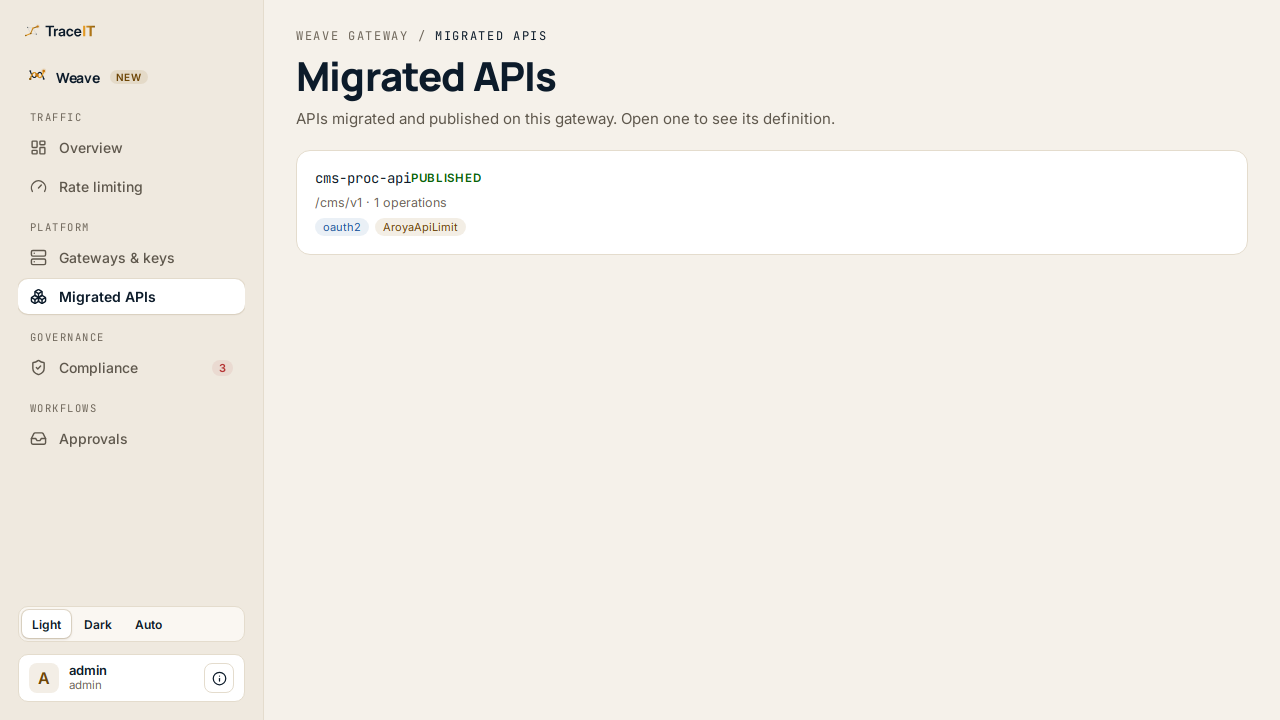 TraceIT
Weave NEW
TRAFFIC
Overview
Rate limiting
PLATFORM
Gateways & keys
Migrated APIs
GOVERNANCE
Compliance 3
WORKFLOWS
Approvals
Light Dark Auto
A admin
admin
WEAVE GATEWAY / MIGRATED APIS
Migrated APIs
APIs migrated and published on this gateway. Open one to see its definition.
cms-proc-apiPUBLISHED
/cms/v1 · 1 operations
oauth2 AroyaApiLimit